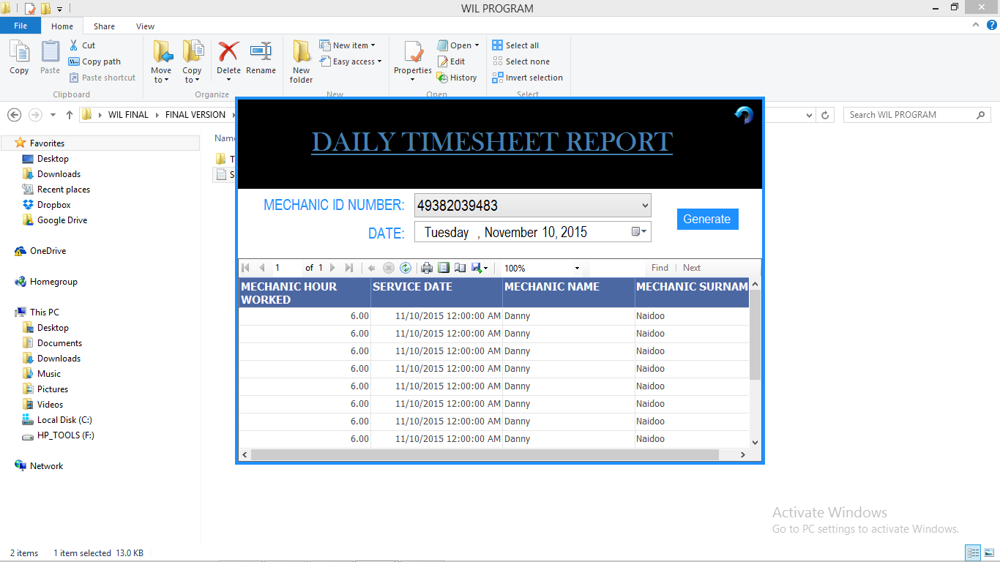 WIL PROGRAM
File Home Share View
Copy
Paste
Cut
Copy path
Paste shortcut
Clipboard
Move to
Copy to
Delete
Rename
Organize
New folder
New item
Easy access
New
Properties
Open
Edit
History
Open
Select all
Select none
Invert selection
Select
WIL FINAL FINAL VERSION
Search WIL PROGRAM
Favorites
Desktop
Downloads
Recent places
Dropbox
Google Drive
OneDrive
Homegroup
This PC
Desktop
Documents
Downloads
Music
Pictures
Videos
Local Disk (C:)
HP_TOOLS (F:)
Network
Name
T
S
DAILY TIMESHEET REPORT
MECHANIC ID NUMBER: 49382039483
Generate
DATE: Tuesday , November 10, 2015
1 of 1 100% Find Next
MECHANIC HOUR WORKED SERVICE DATE MECHANIC NAME MECHANIC SURNAM
6.00 11/10/2015 12:00:00 AM Danny Naidoo
6.00 11/10/2015 12:00:00 AM Danny Naidoo
6.00 11/10/2015 12:00:00 AM Danny Naidoo
6.00 11/10/2015 12:00:00 AM Danny Naidoo
6.00 11/10/2015 12:00:00 AM Danny Naidoo
6.00 11/10/2015 12:00:00 AM Danny Naidoo
6.00 11/10/2015 12:00:00 AM Danny Naidoo
6.00 11/10/2015 12:00:00 AM Danny Naidoo
Activate Windows
Go to PC settings to activate Windows.
2 items 1 item selected 13.0 KB